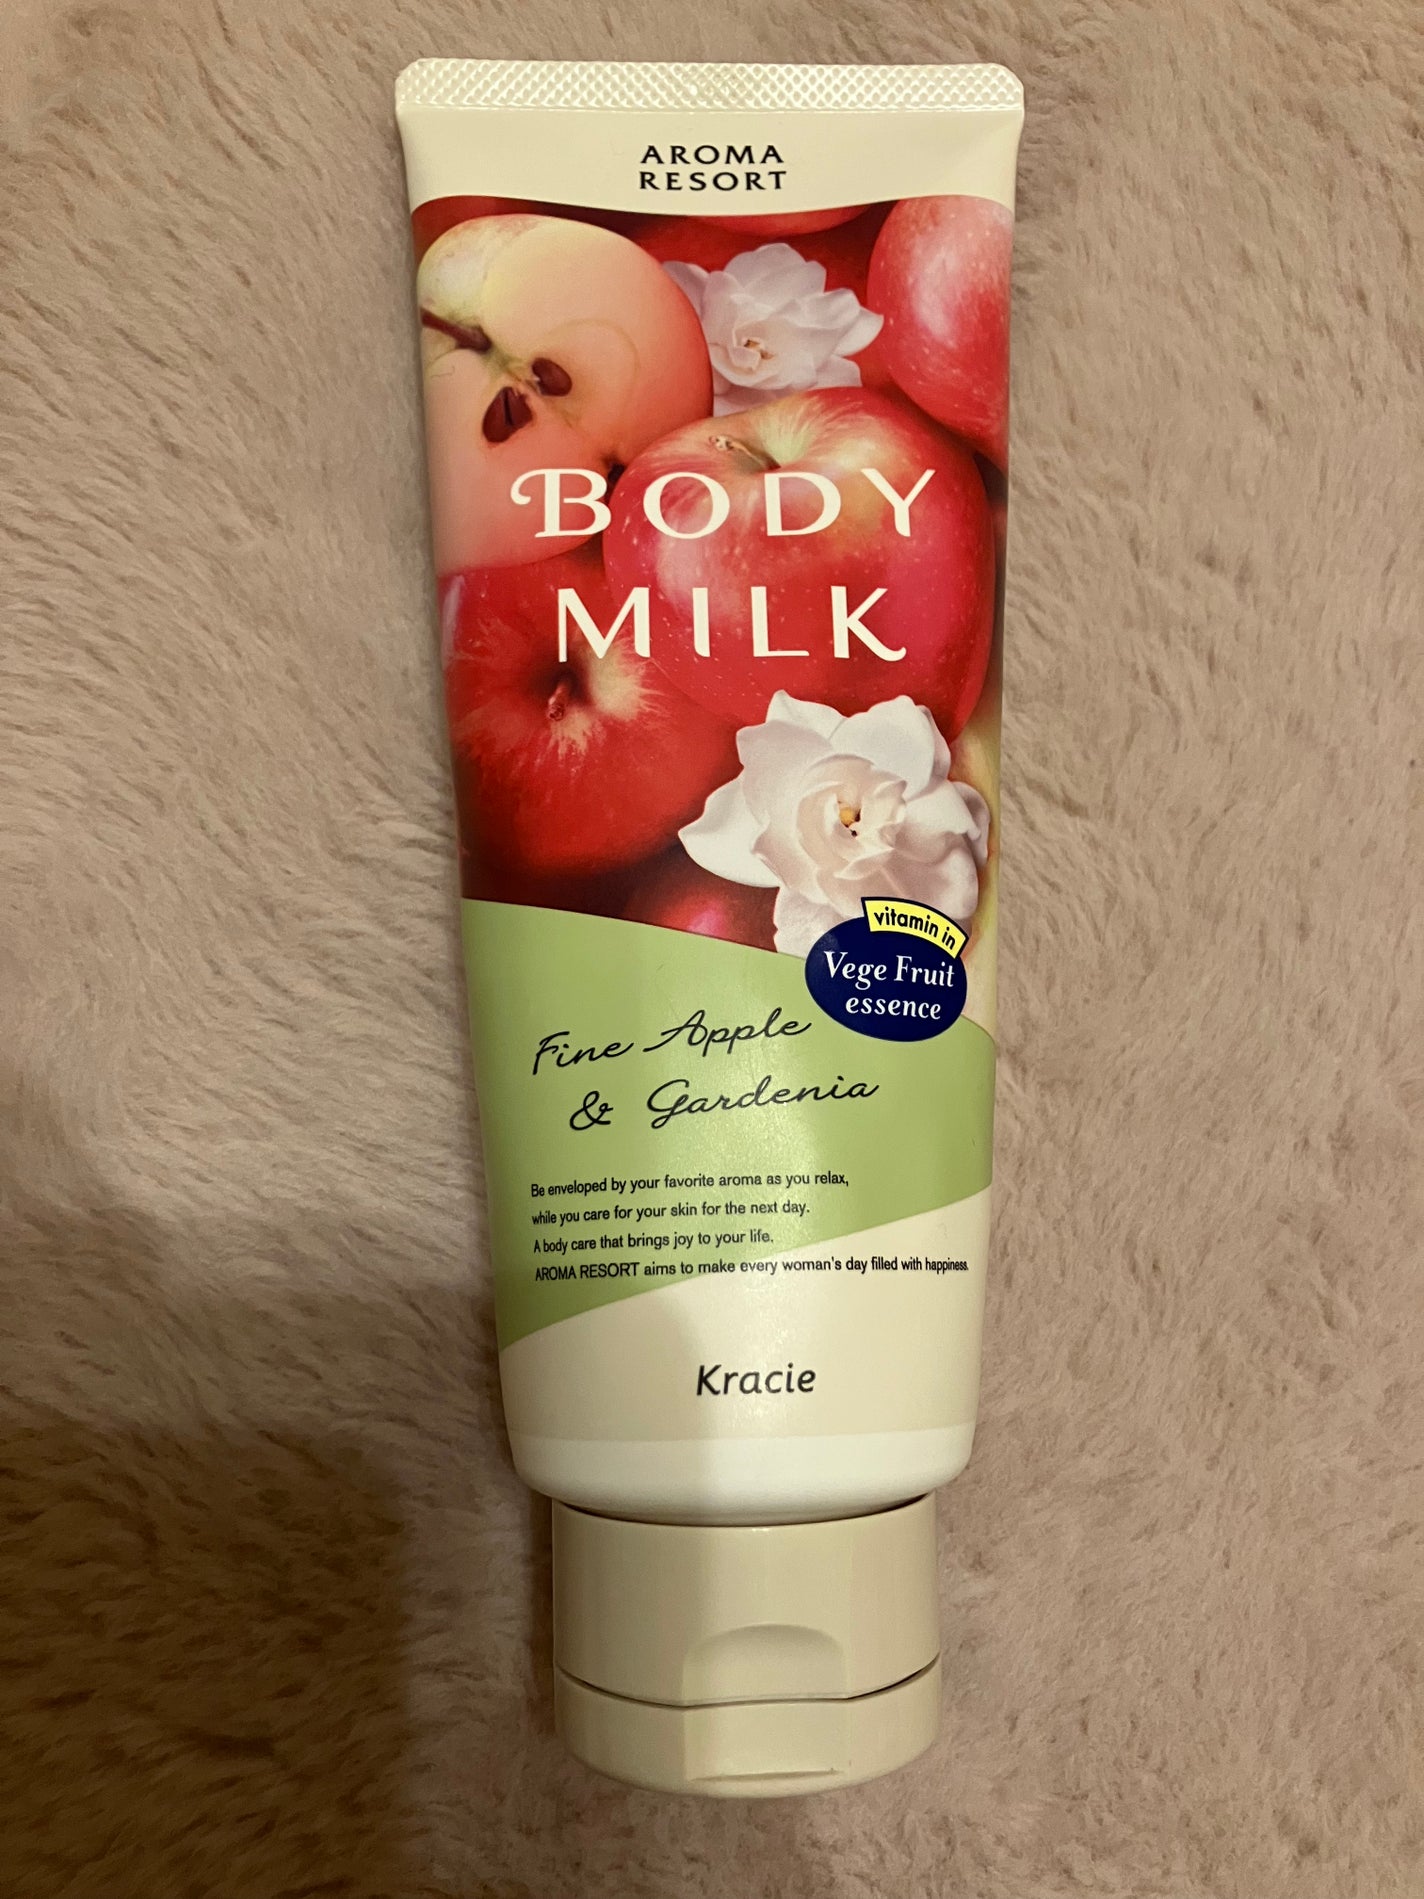 AROMA
RESORT
BODY
MILK
vitamin in
Vege Fruit
essence
Fine Apple
& Gardenia
Be enveloped by your favorite aroma as you relax,
while you care for your skin for the next day.
A body care that brings joy to your life.
AROMA RESORT aims to make every woman's day filled with happiness.
Kracie